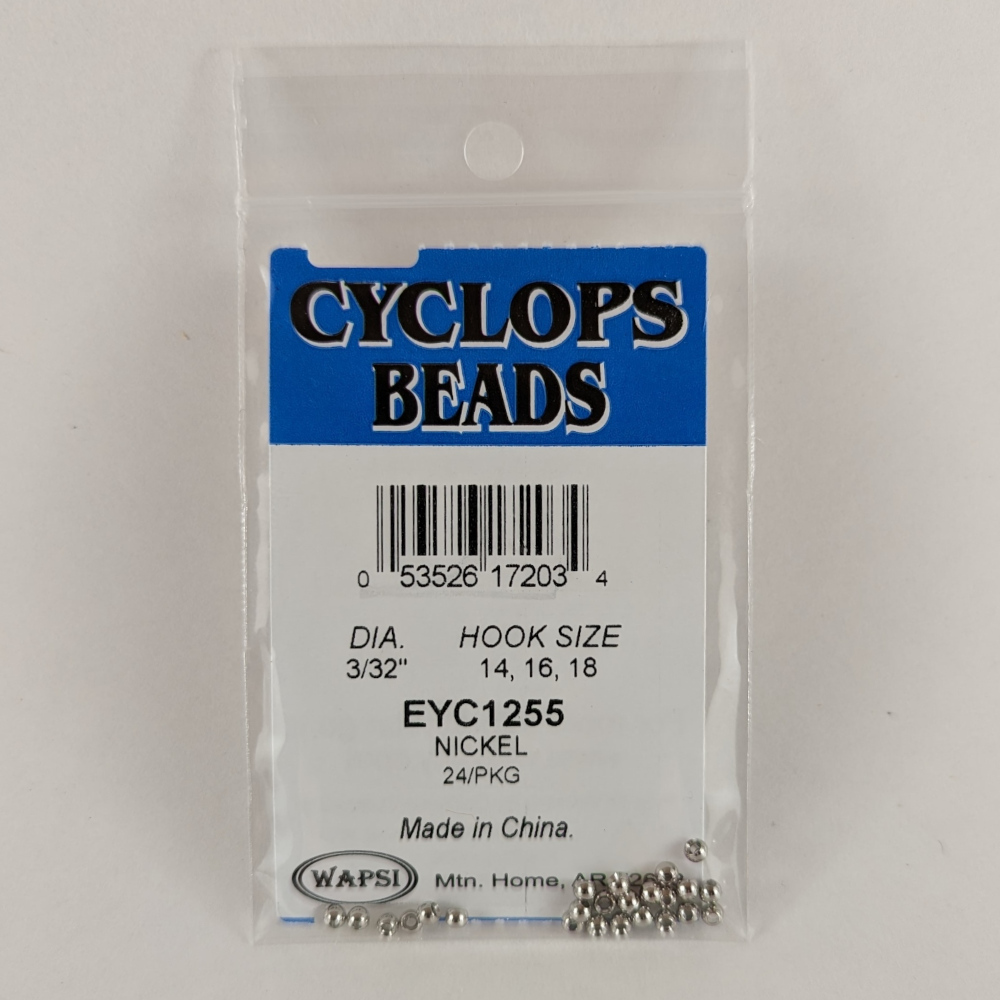 CYCLOPS
BEADS
0 53526 17203 4
DIA. HOOK SIZE
3/32" 14, 16, 18
EYC1255
NICKEL
24/PKG
Made in China.
WAPSI Mtn. Home, AR